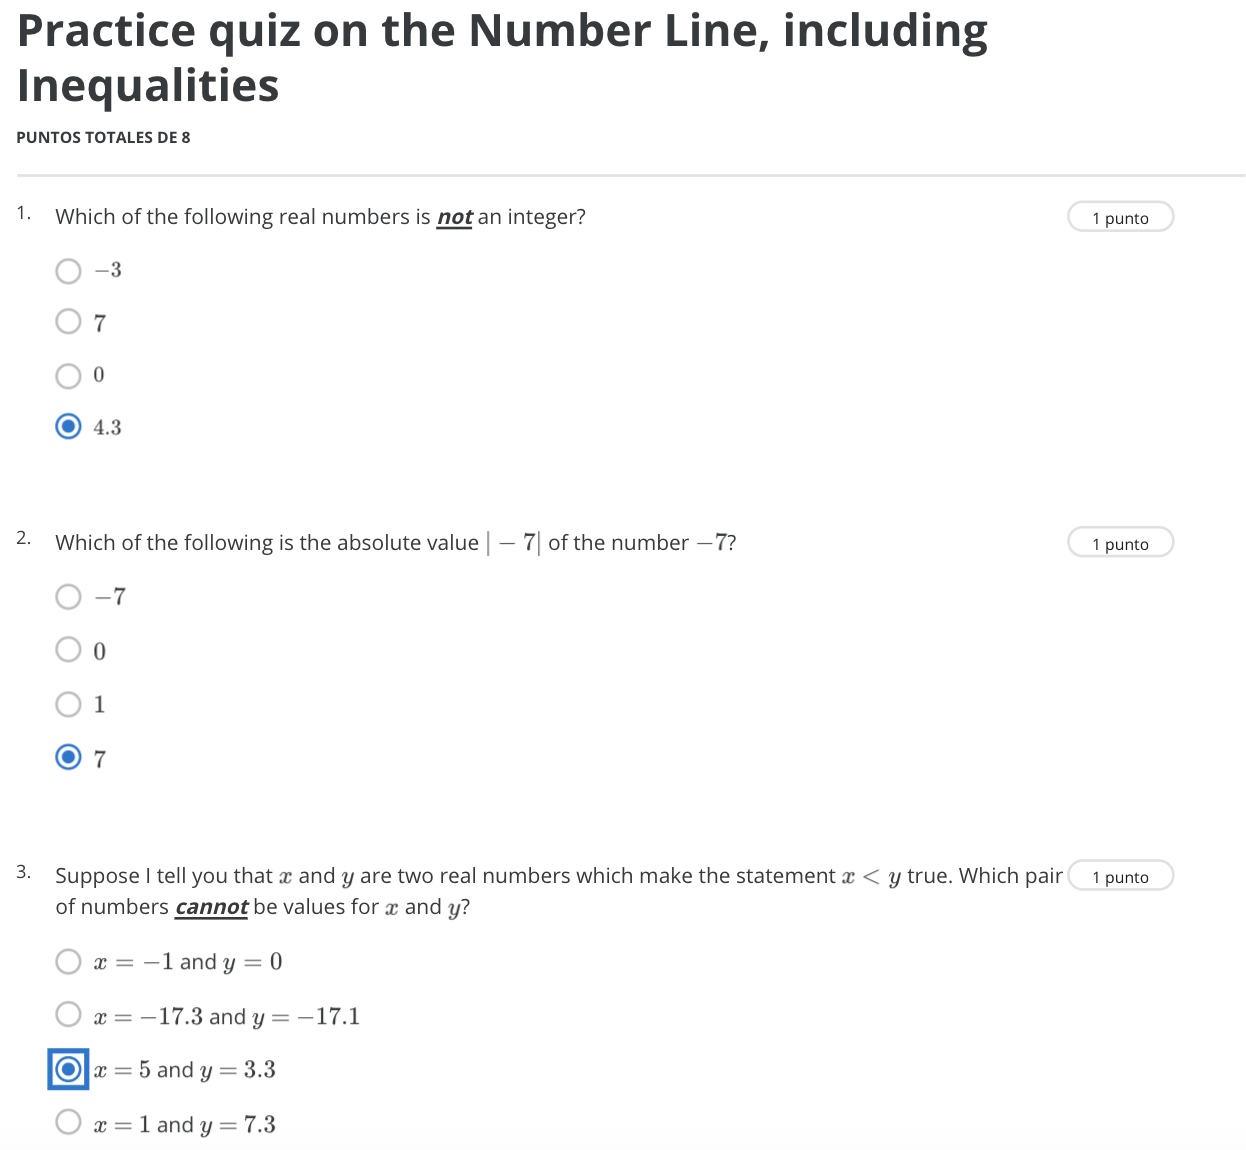 Practice quiz on the Number Line, including
Inequalities
PUNTOS TOTALES DE 8
1. Which of the following real numbers is not an integer? 1 punto
−3
7
0
4.3
2. Which of the following is the absolute value | − 7| of the number −7? 1 punto
−7
0
1
7
3. Suppose I tell you that x and y are two real numbers which make the statement x < y true. Which pair 1 punto
of numbers cannot be values for x and y?
x = −1 and y = 0
x = −17.3 and y = −17.1
x = 5 and y = 3.3
x = 1 and y = 7.3